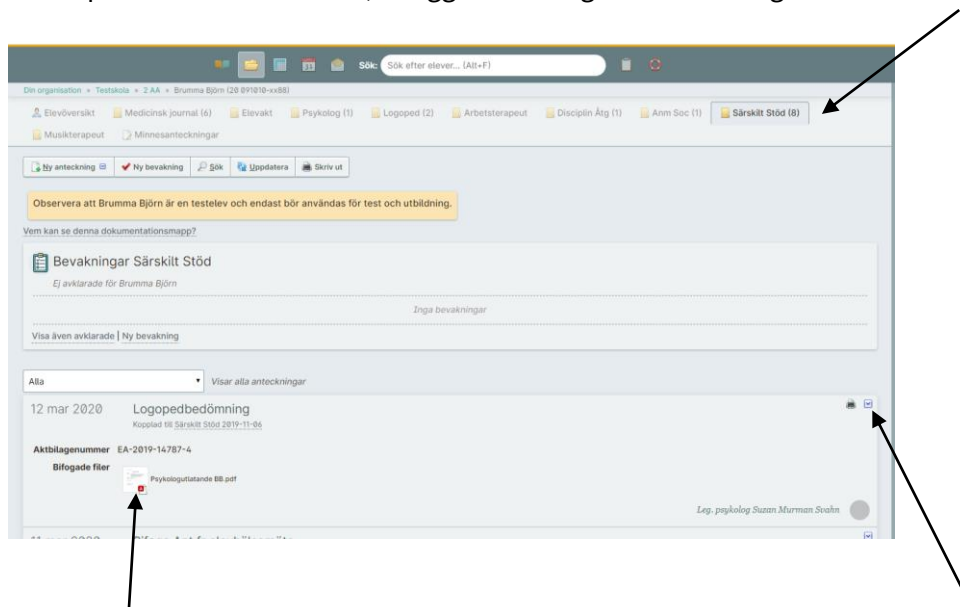 Sök: Sök efter elever... (Alt+F)
Din organisation » Testskola » 2 AA » Brumma Björn (20 091010-xx88)
Elevöversikt Medicinsk journal (6) Elevakt Psykolog (1) Logoped (2) Arbetsterapeut Disciplin Åtg (1) Anm Soc (1) Särskilt Stöd (8)
Musikterapeut Minnesanteckningar
Ny anteckning Ny bevakning Sök Uppdatera Skriv ut
Observera att Brumma Björn är en testelev och endast bör användas för test och utbildning.
Vem kan se denna dokumentationsmapp?
Bevakningar Särskilt Stöd
Ej avklarade för Brumma Björn
Inga bevakningar
Visa även avklarade | Ny bevakning
Alla Visar alla anteckningar
12 mar 2020 Logopedbedömning
Kopplad till Särskilt Stöd 2019-11-06
Aktbilagenummer EA-2019-14787-4
Bifogade filer
Psykologutlatande BB.pdf
Leg. psykolog Suzan Murman Svahn